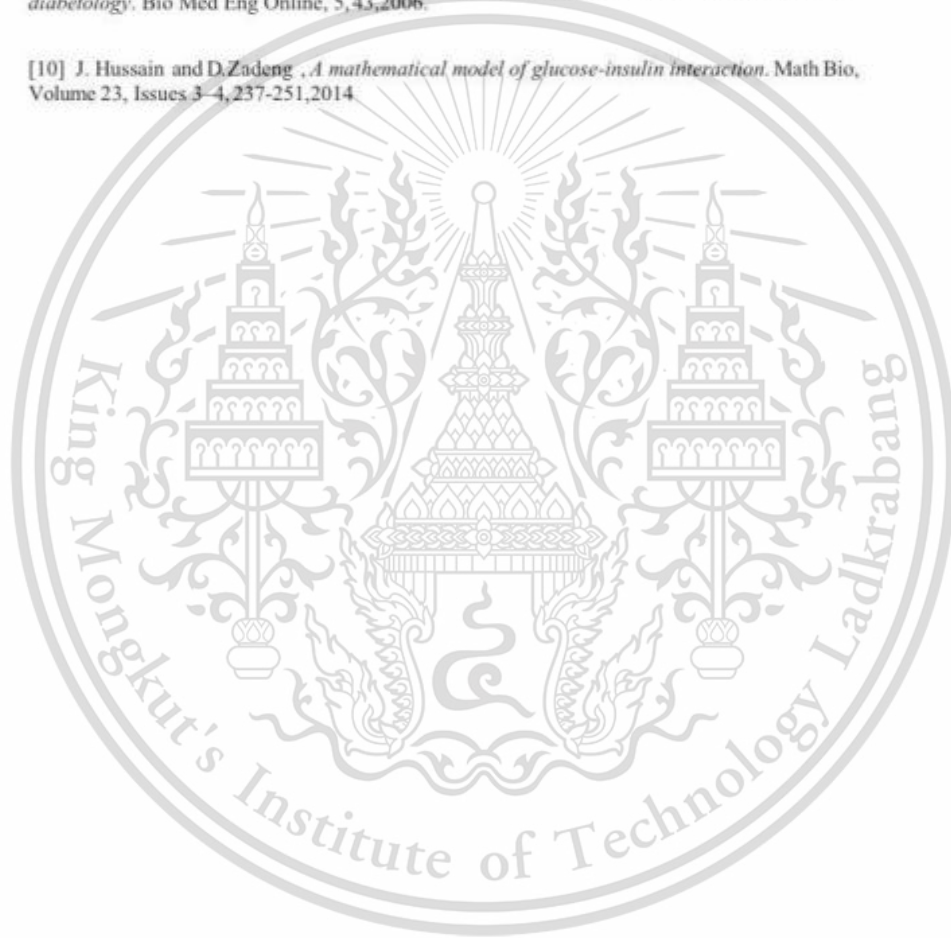 diabetology. Bio Med Eng Online, 5,43,2006.
[10] J. Hussain and D.Zadeng , A mathematical model of glucose-insulin interaction. Math Bio,
Volume 23, Issues 3–4,237-251,2014
King Mongkut's Institute of Technology Ladkrabang